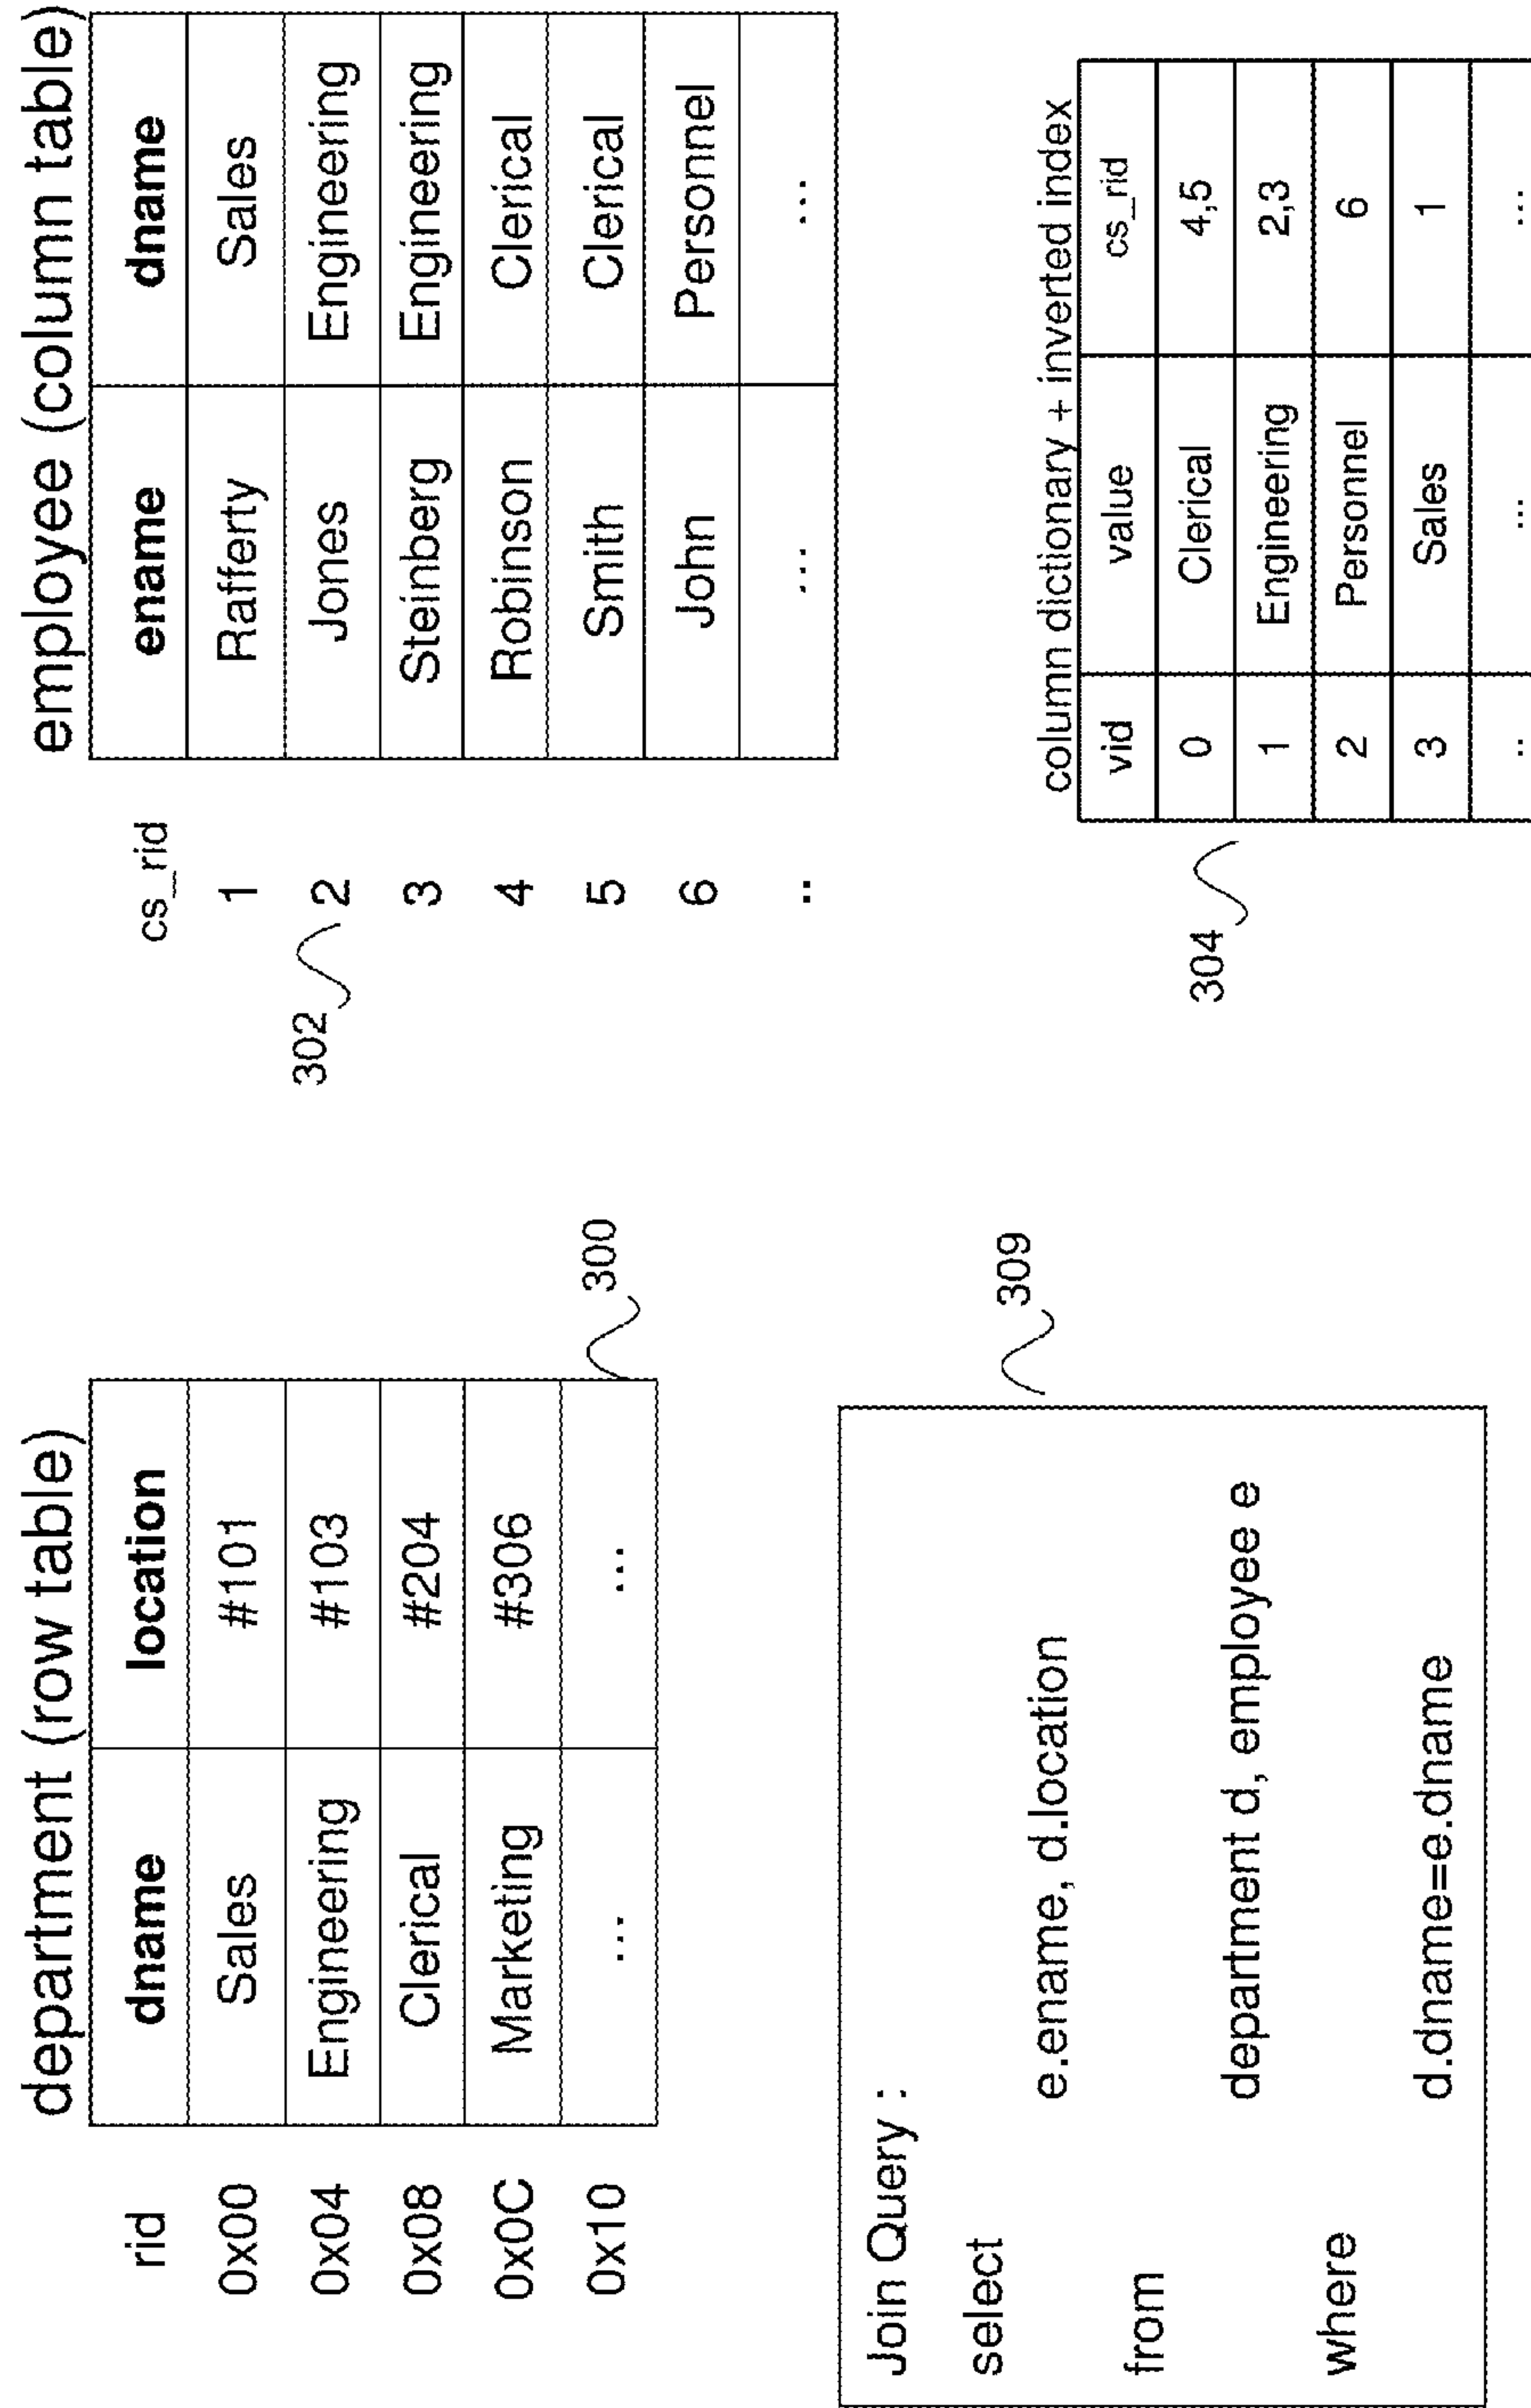 department (row table)
rid dname location
0x00 Sales #101
0x04 Engineering #103
0x08 Clerical #204
0x0C Marketing #306
0x10 ... ...
300
employee (column table)
cs_rid ename dname
1 Rafferty Sales
2 Jones Engineering
3 Steinberg Engineering
4 Robinson Clerical
5 Smith Clerical
6 John Personnel
.. ... ...
302
Join Query :
select
e.ename, d.location
from
department d, employee e
where
d.dname=e.dname
309
column dictionary + inverted index
vid value cs_rid
0 Clerical 4,5
1 Engineering 2,3
2 Personnel 6
3 Sales 1
.. ... ...
304